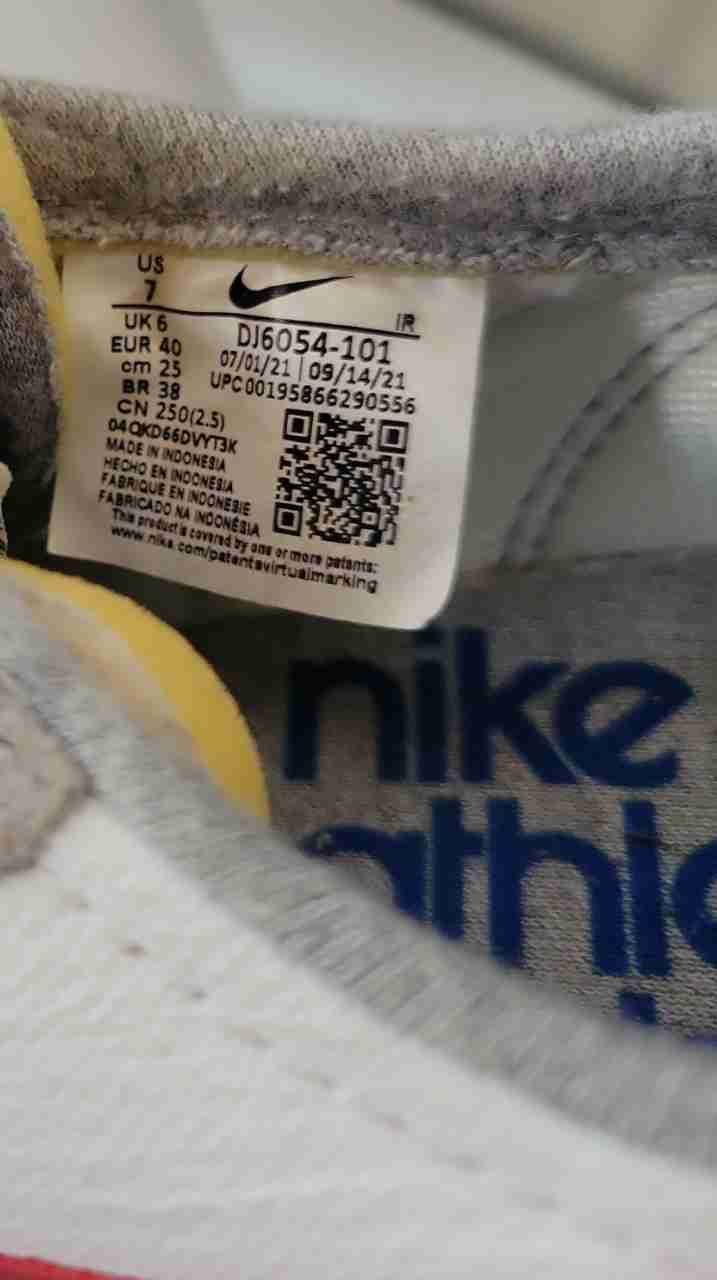 US
7
IR
UK 6
EUR 40
cm 25
BR 38
CN 250(2.5)
DJ6054-101
07/01/21 | 09/14/21
UPC00195866290556
04QKD66DVYT3K
MADE IN INDONESIA
HECHO EN INDONESIA
FABRIQUE EN INDONESIE
FABRICADO NA INDONÉSIA
This product is covered by one or more patents:
www.nike.com/patentsvirtualmarking
nike